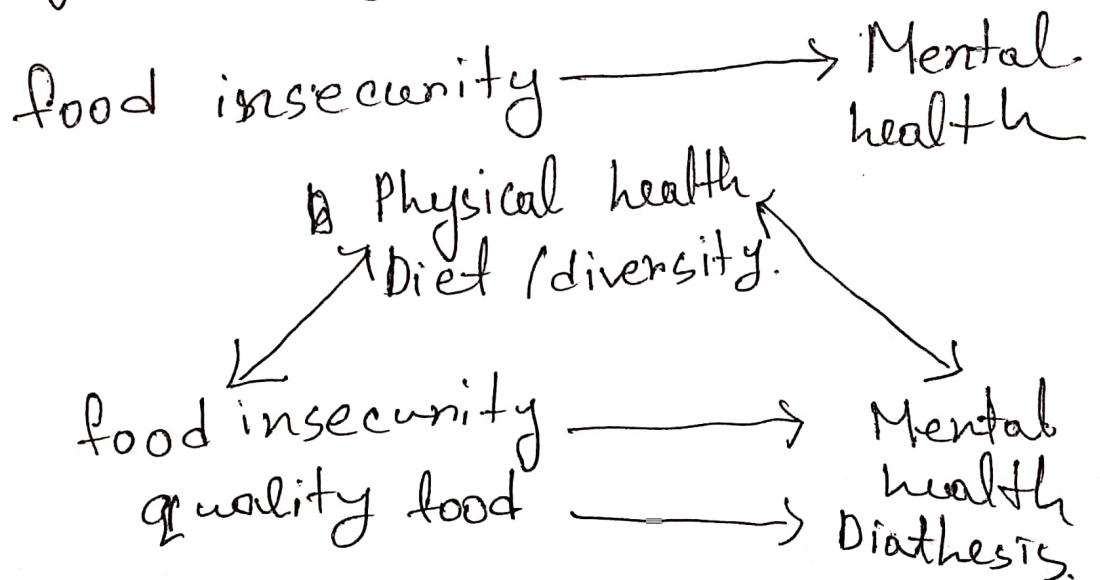 food insecurity → Mental
health
Physical health
Diet /diversity.
food insecurity → Mental
health
quality food → Diathesis.